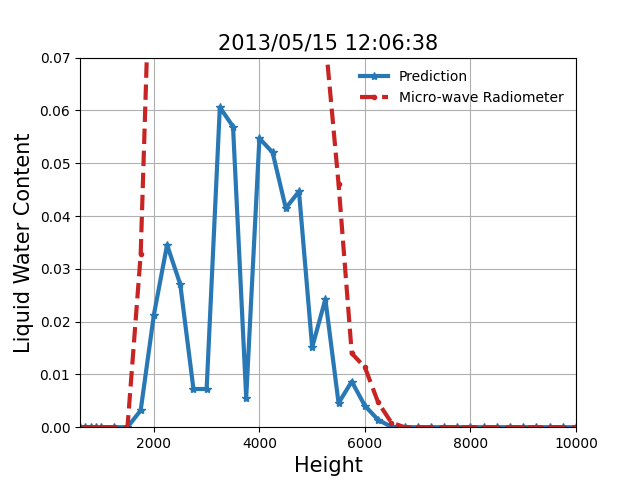 2013/05/15 12:06:38
0.07
0.06
0.05
0.04
0.03
0.02
0.01
0.00
Liquid Water Content
Prediction
Micro-wave Radiometer
2000 4000 6000 8000 10000
Height